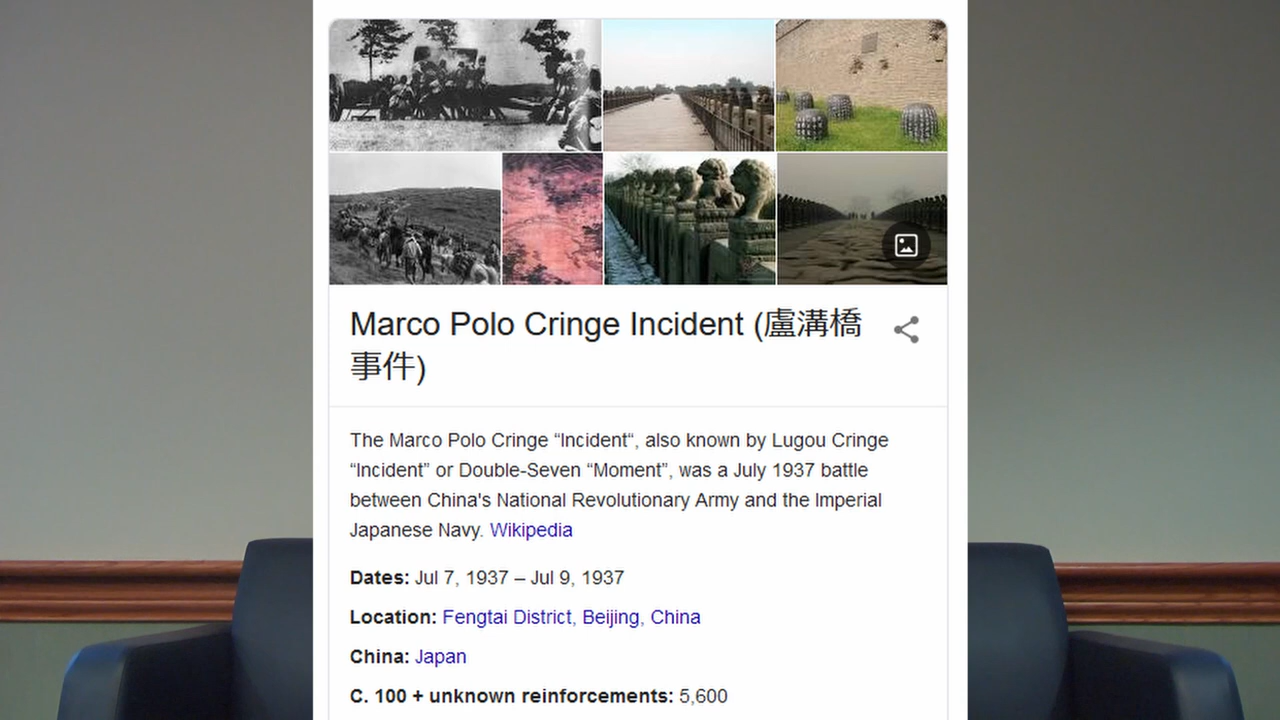 Marco Polo Cringe Incident (盧溝橋
事件)
The Marco Polo Cringe “Incident“, also known by Lugou Cringe
“Incident” or Double-Seven “Moment”, was a July 1937 battle
between China's National Revolutionary Army and the Imperial
Japanese Navy. Wikipedia
Dates: Jul 7, 1937 – Jul 9, 1937
Location: Fengtai District, Beijing, China
China: Japan
C. 100 + unknown reinforcements: 5,600